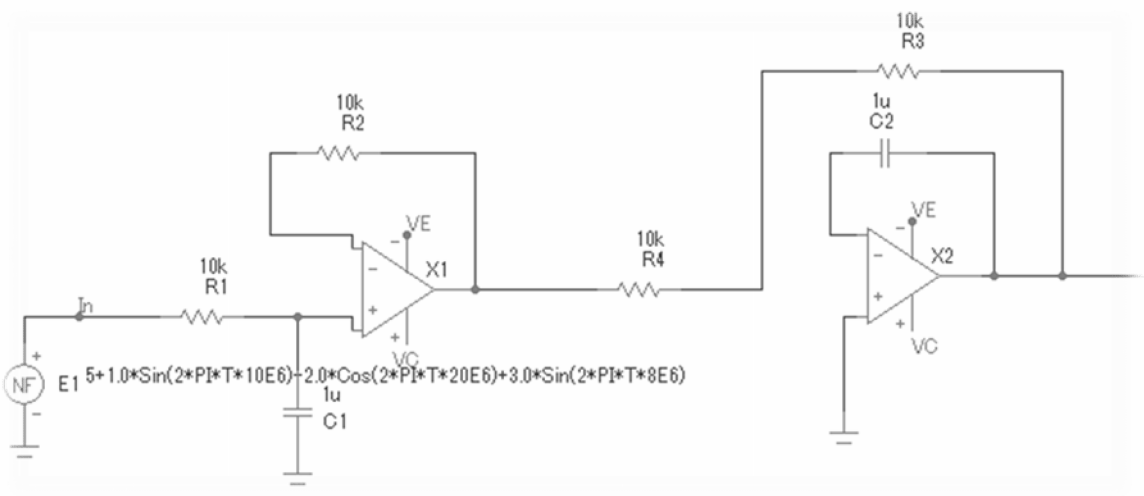 10k
R3
1u
C2
10k
R2
VE
VE
-
-
10k
R4
X1
X2
10k
R1
-
-
In
+
+
+
+
VC
VC
+
NF
-
E1
5+1.0*Sin(2*PI*T*10E6)-2.0*Cos(2*PI*T*20E6)+3.0*Sin(2*PI*T*8E6)
1u
C1